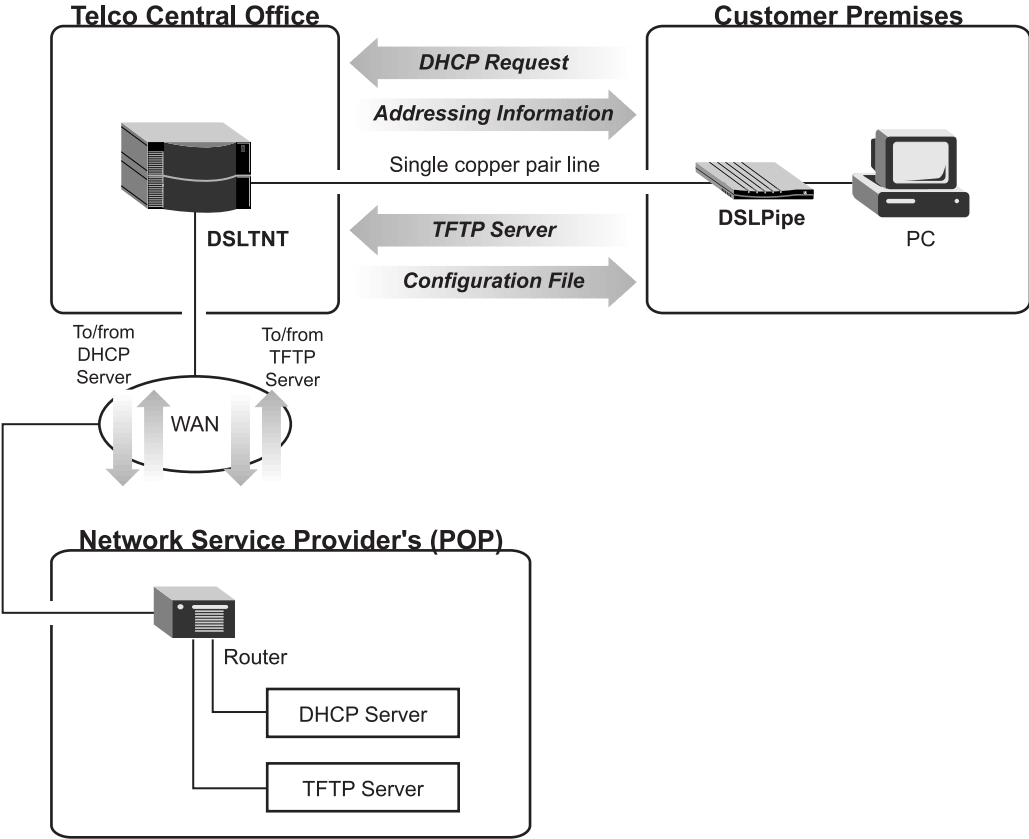 Telco Central Office
Customer Premises
DHCP Request
Addressing Information
Single copper pair line
DSLTNT
DSLPipe
PC
TFTP Server
Configuration File
To/from
DHCP
Server
To/from
TFTP
Server
WAN
Network Service Provider's (POP)
Router
DHCP Server
TFTP Server